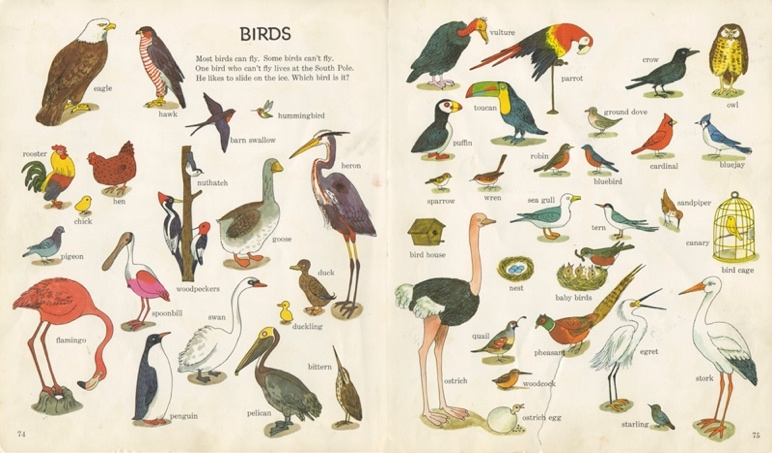 BIRDS
Most birds can fly. Some birds can't fly.
One bird who can't fly lives at the South Pole.
He likes to slide on the ice. Which bird is it?
eagle
hawk
barn swallow
hummingbird
rooster
hen
chick
nuthatch
heron
goose
pigeon
woodpeckers
spoonbill
duck
duckling
swan
flamingo
penguin
pelican
bittern
74
vulture
parrot
crow
owl
toucan
puffin
ground dove
robin
bluebird
cardinal
bluejay
sparrow
wren
sea gull
tern
sandpiper
canary
bird cage
bird house
nest
baby birds
quail
pheasant
egret
stork
ostrich
woodcock
ostrich egg
starling
75